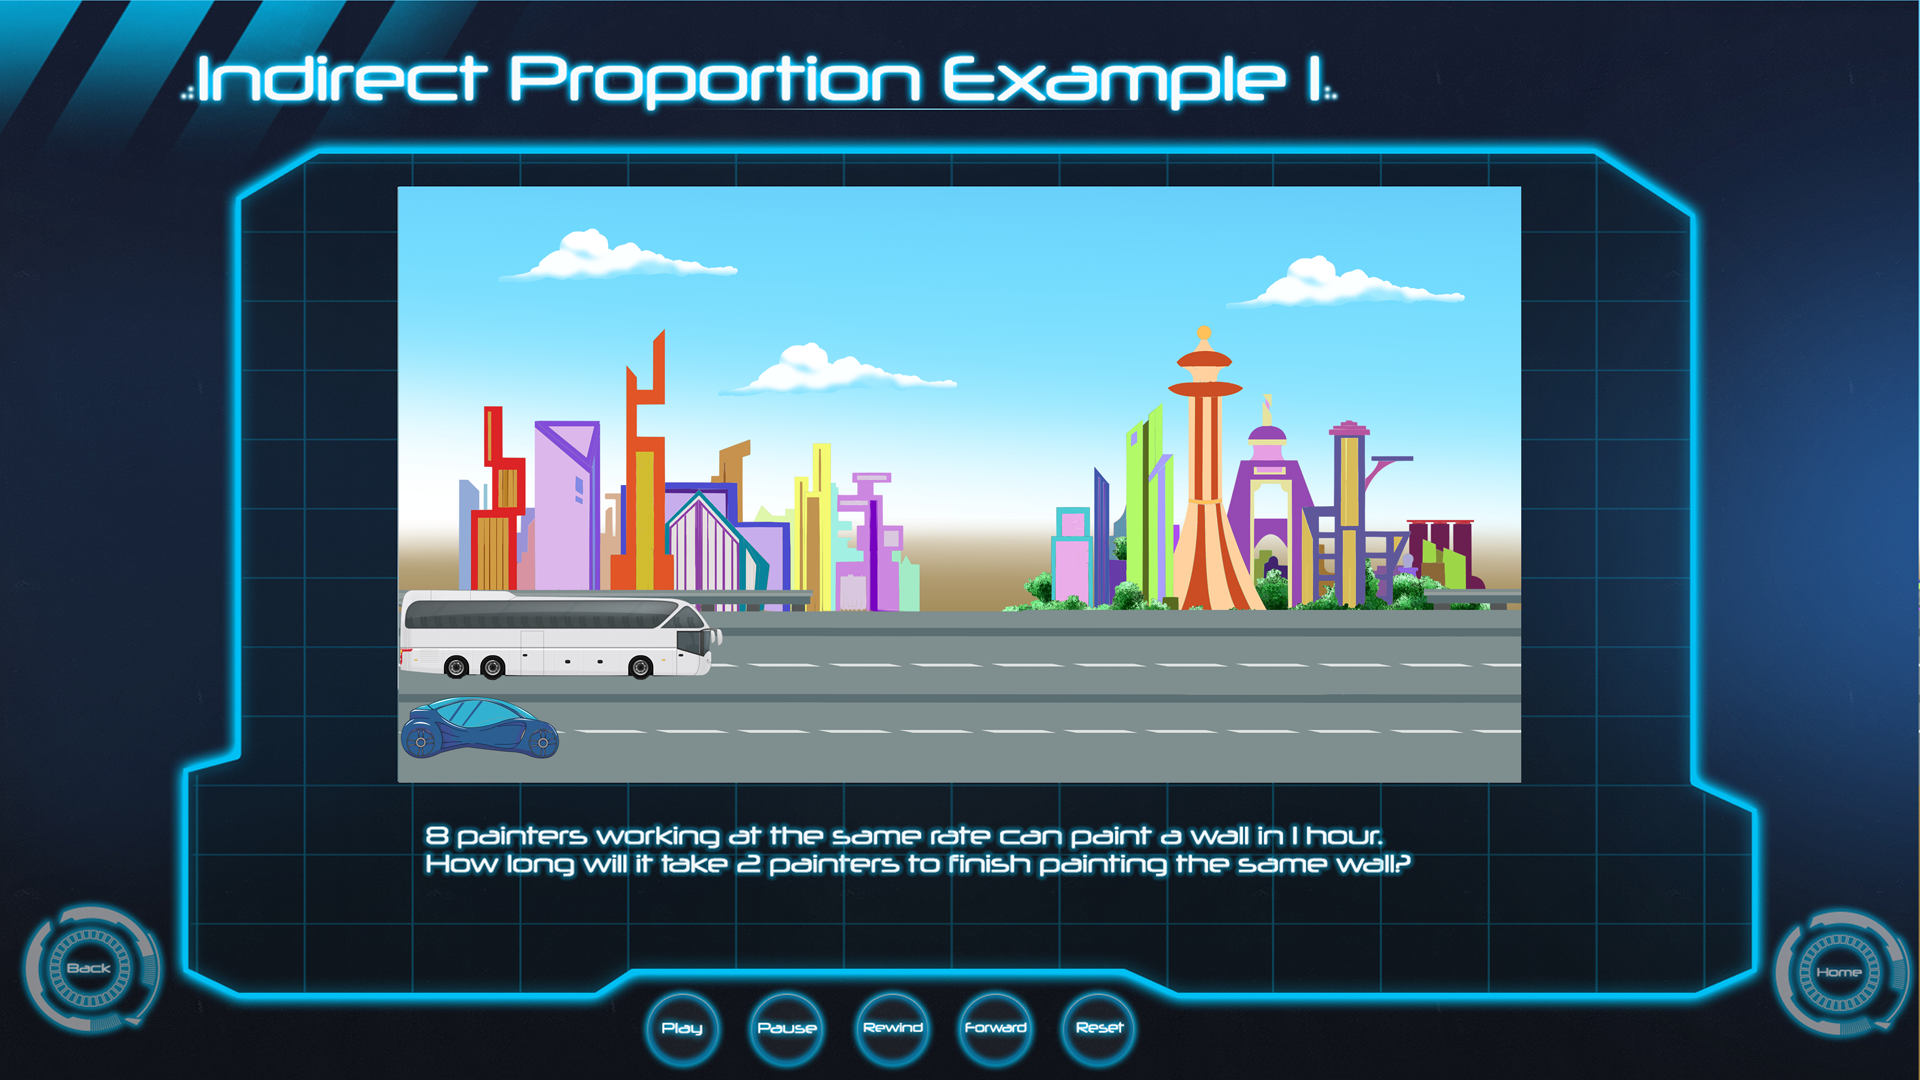 Indirect Proportion Example 1
8 painters working at the same rate can paint a wall in 1 hour.
How long will it take 2 painters to finish painting the same wall?
Back
Home
Play
Pause
Rewind
Forward
Reset